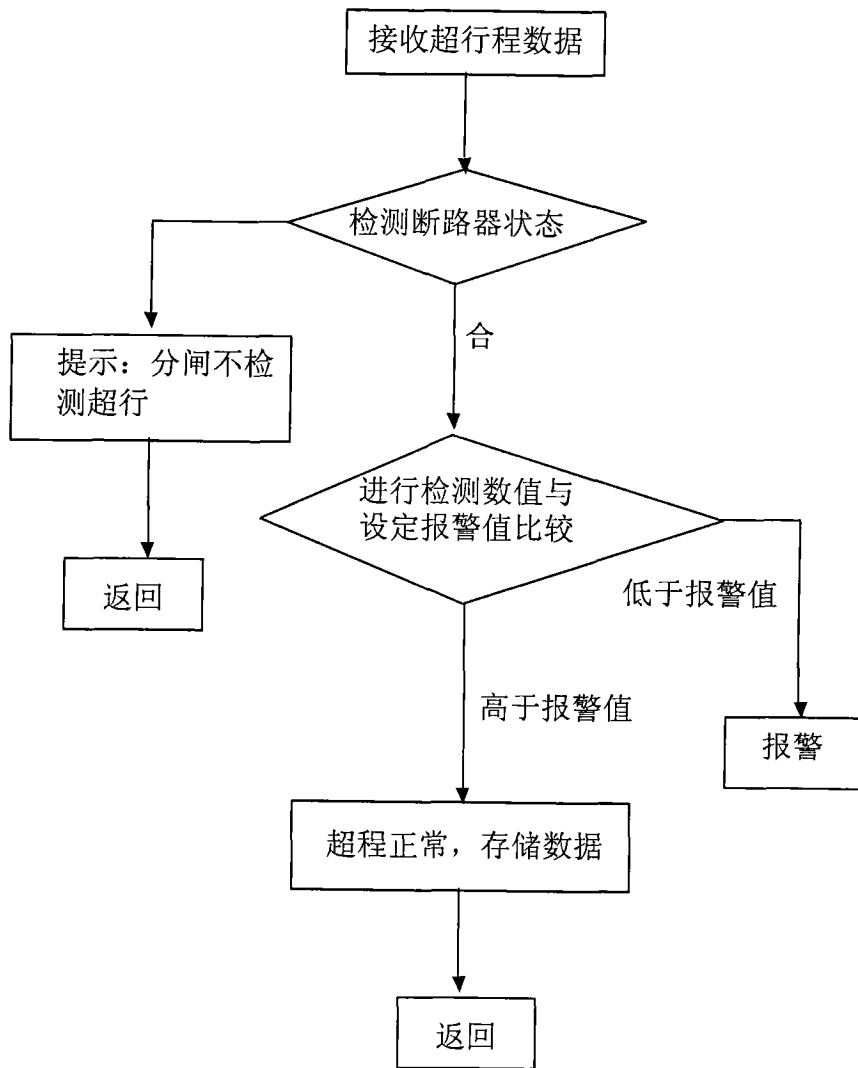 接收超行程数据
检测断路器状态
合
提示：分闸不检
测超行
进行检测数值与
设定报警值比较
返回
低于报警值
高于报警值
报警
超程正常，存储数据
返回